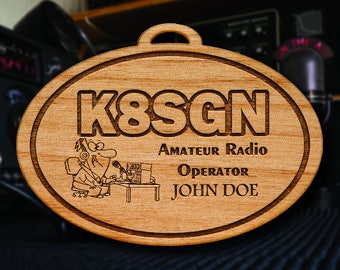 K8SGN
Amateur Radio
Operator
JOHN DOE